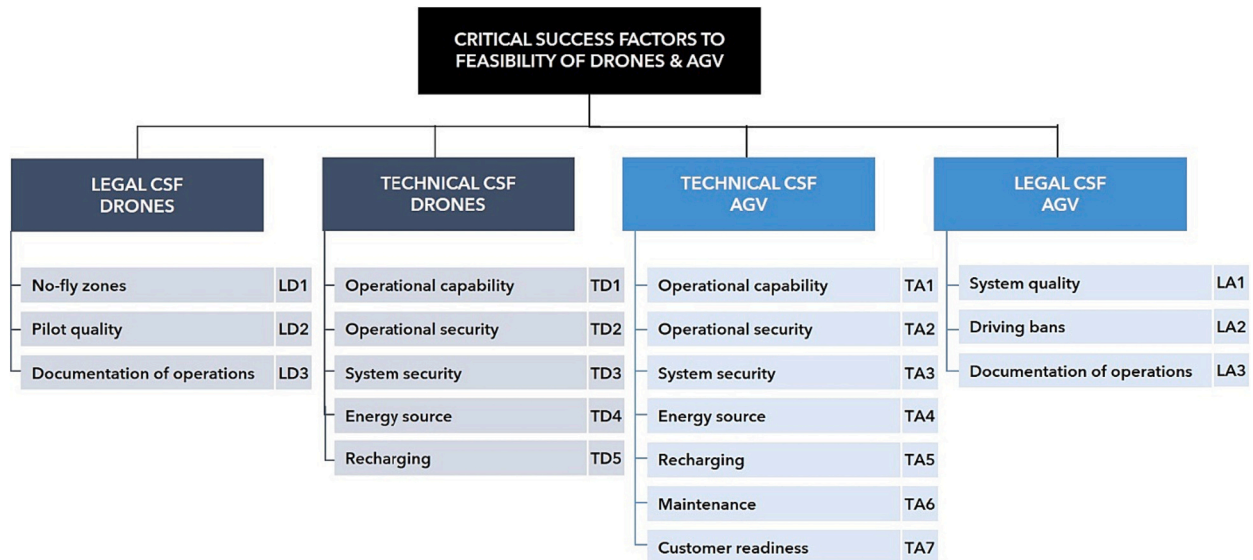 CRITICAL SUCCESS FACTORS TO
FEASIBILITY OF DRONES & AGV
LEGAL CSF
DRONES
No-fly zones LD1
Pilot quality LD2
Documentation of operations LD3
TECHNICAL CSF
DRONES
Operational capability TD1
Operational security TD2
System security TD3
Energy source TD4
Recharging TD5
TECHNICAL CSF
AGV
Operational capability TA1
Operational security TA2
System security TA3
Energy source TA4
Recharging TA5
Maintenance TA6
Customer readiness TA7
LEGAL CSF
AGV
System quality LA1
Driving bans LA2
Documentation of operations LA3